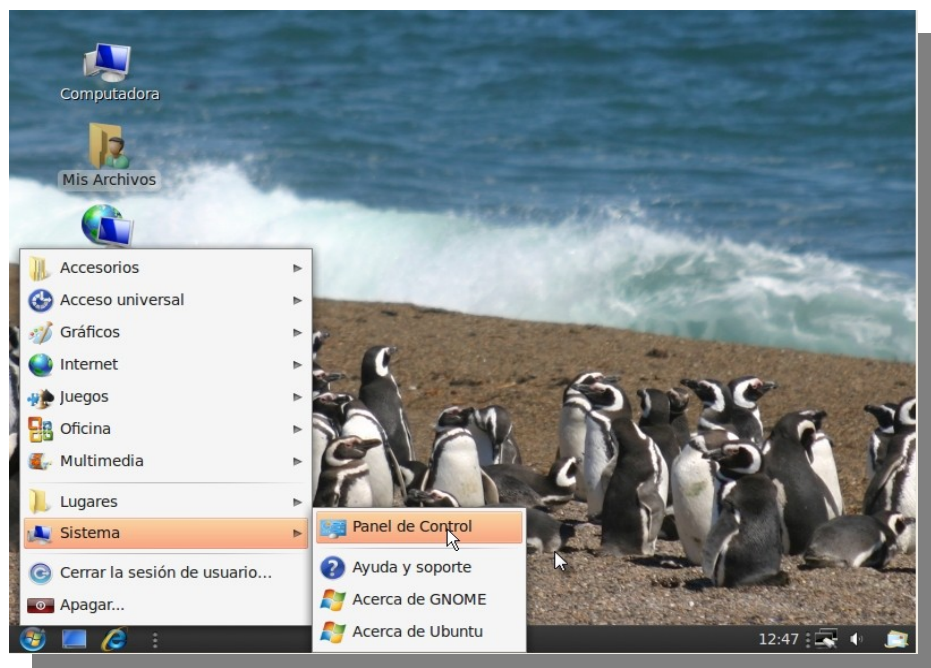 Computadora
Mis Archivos
Accesorios
Acceso universal
Gráficos
Internet
Juegos
Oficina
Multimedia
Lugares
Sistema
Cerrar la sesión de usuario...
Apagar...
Panel de Control
Ayuda y soporte
Acerca de GNOME
Acerca de Ubuntu
12:47